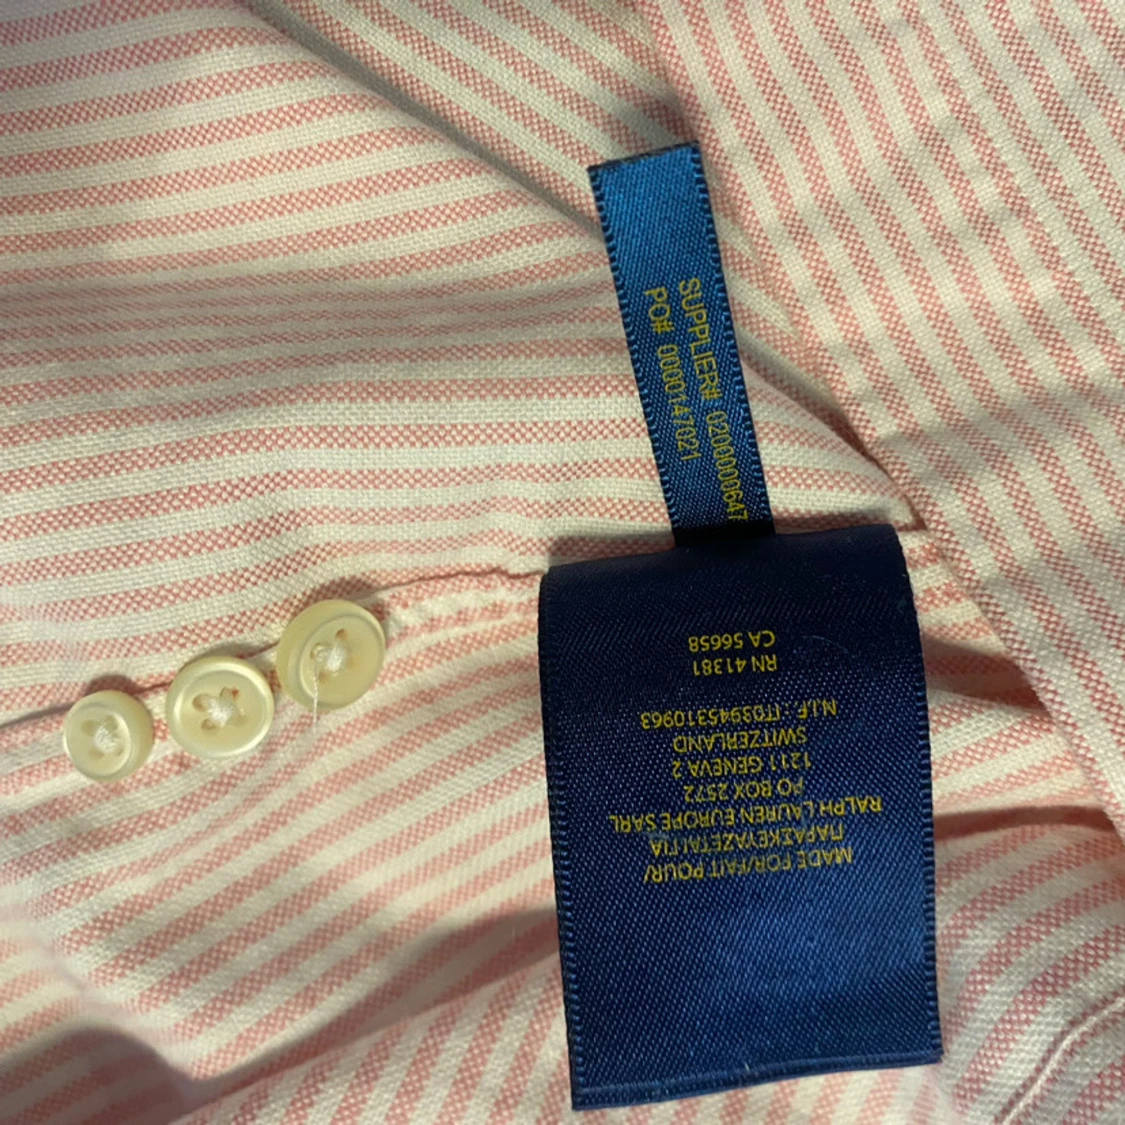 SUPPLIER# 0200000647
PO# 0000147021
MADE FOR/FAIT POUR/
ΠΑΡΑΣΚΕΥΑΖΕΤΑΙ ΓΙΑ
RALPH LAUREN EUROPE SARL
PO BOX 2572
1211 GENEVA 2
SWITZERLAND
N.I.F.: IT03945310963
RN 41381
CA 56658